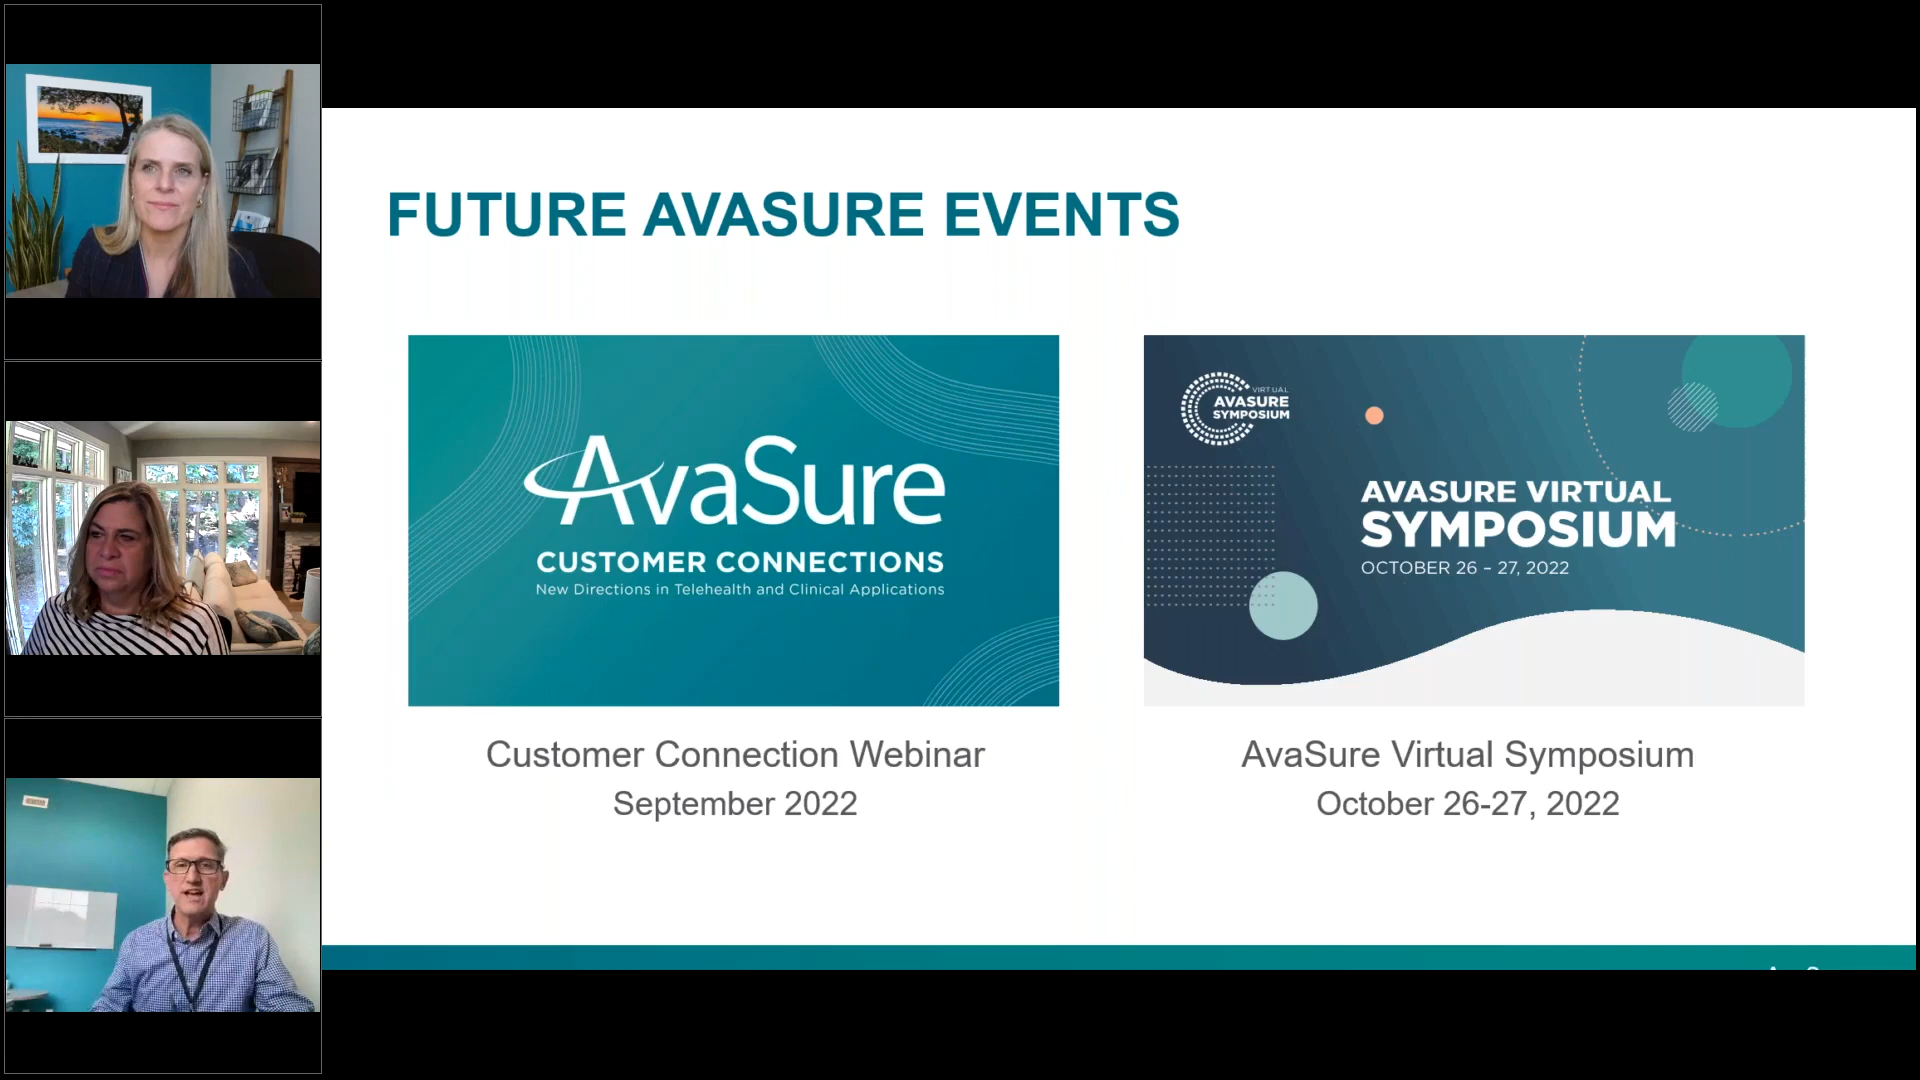 FUTURE AVASURE EVENTS
AvaSure
CUSTOMER CONNECTIONS
New Directions in Telehealth and Clinical Applications
Customer Connection Webinar
September 2022
VIRTUAL
AVASURE
SYMPOSIUM
AVASURE VIRTUAL
SYMPOSIUM
OCTOBER 26 – 27, 2022
AvaSure Virtual Symposium
October 26-27, 2022